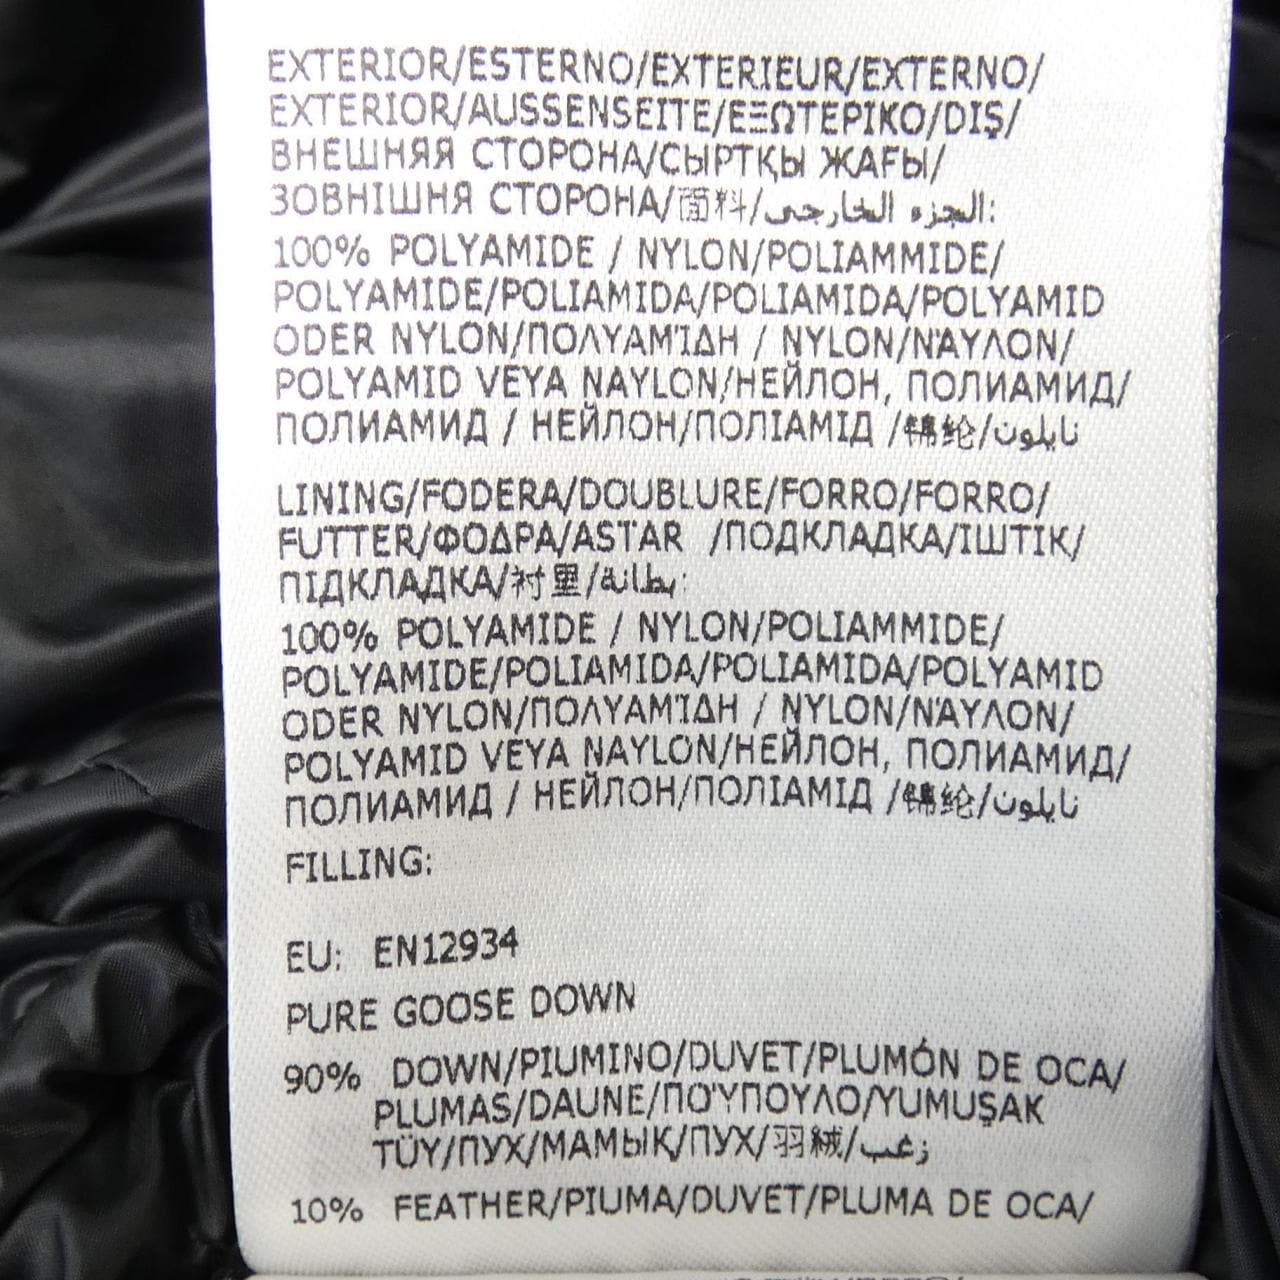 EXTERIOR/ESTERNO/EXTERIEUR/EXTERNO/
EXTERIOR/AUSSENSEITE/ΕΞΩΤΕΡΙΚΟ/DIŞ/
ВНЕШНЯЯ СТОРОНА/СЫРТҚЫ ЖАҒЫ/
ЗОВНІШНЯ СТОРОНА/面料/الجزء الخارجي:
100% POLYAMIDE / NYLON/POLIAMMIDE/
POLYAMIDE/POLIAMIDA/POLIAMIDA/POLYAMID
ODER NYLON/ΠΟΛΥΑΜΊΔΗ / NYLON/ΝΆΥΛΟΝ/
POLYAMID VEYA NAYLON/НЕЙЛОН, ПОЛИАМИД/
ПОЛИАМИД / НЕЙЛОН/ПОЛІАМІД /锦纶/نايلون
LINING/FODERA/DOUBLURE/FORRO/FORRO/
FUTTER/ΦΟΔΡΑ/ASTAR /ПОДКЛАДКА/ІШТІК/
ПІДКЛАДКА/衬里/بطانة:
100% POLYAMIDE / NYLON/POLIAMMIDE/
POLYAMIDE/POLIAMIDA/POLIAMIDA/POLYAMID
ODER NYLON/ΠΟΛΥΑΜΊΔΗ / NYLON/ΝΆΥΛΟΝ/
POLYAMID VEYA NAYLON/НЕЙЛОН, ПОЛИАМИД/
ПОЛИАМИД / НЕЙЛОН/ПОЛІАМІД /锦纶/نايلون
FILLING:
EU: EN12934
PURE GOOSE DOWN
90% DOWN/PIUMINO/DUVET/PLUMÓN DE OCA/
PLUMAS/DAUNE/ΠΟΎΠΟΥΛΟ/YUMUŞAK
TÜY/ПУХ/МАМЫҚ/ПУХ/羽绒/زغب
10% FEATHER/PIUMA/DUVET/PLUMA DE OCA/